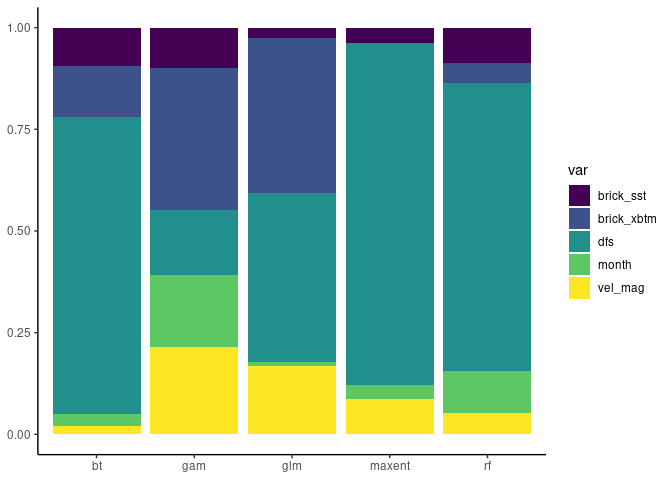 1.00
0.75
0.50
0.25
0.00
bt gam glm maxent rf
var
brick_sst
brick_xbtm
dfs
month
vel_mag